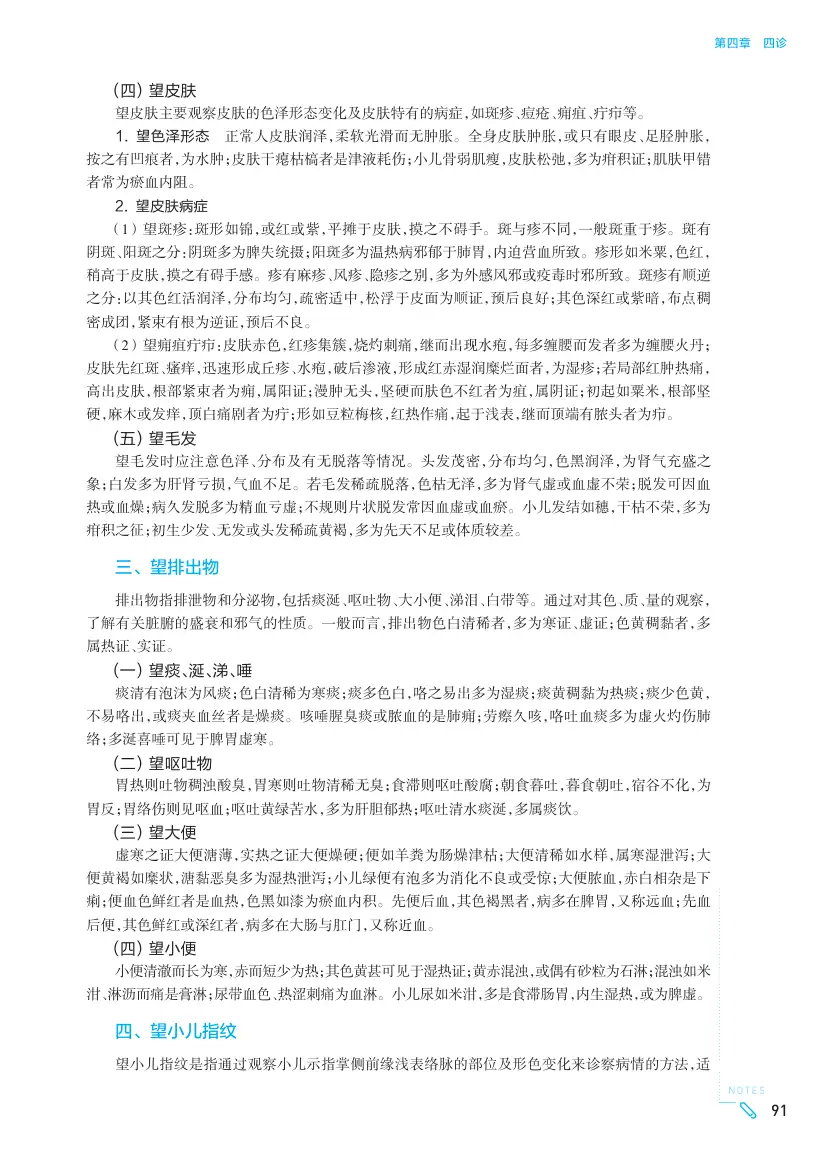 第四章 四诊
（四）望皮肤
望皮肤主要观察皮肤的色泽形态变化及皮肤特有的病症,如斑疹、痘疮、痈疽、疔疖等。
1. 望色泽形态 正常人皮肤润泽,柔软光滑而无肿胀。全身皮肤肿胀,或只有眼皮、足胫肿胀,
按之有凹痕者,为水肿;皮肤干瘪枯槁者是津液耗伤;小儿骨弱肌瘦,皮肤松弛,多为疳积证;肌肤甲错
者常为瘀血内阻。
2. 望皮肤病症
（1）望斑疹:斑形如锦,或红或紫,平摊于皮肤,摸之不碍手。斑与疹不同,一般斑重于疹。斑有
阴斑、阳斑之分:阴斑多为脾失统摄;阳斑多为温热病邪郁于肺胃,内迫营血所致。疹形如米粟,色红,
稍高于皮肤,摸之有碍手感。疹有麻疹、风疹、隐疹之别,多为外感风邪或疫毒时邪所致。斑疹有顺逆
之分:以其色红活润泽,分布均匀,疏密适中,松浮于皮面为顺证,预后良好;其色深红或紫暗,布点稠
密成团,紧束有根为逆证,预后不良。
（2）望痈疽疔疖:皮肤赤色,红疹集簇,烧灼刺痛,继而出现水疱,每多缠腰而发者多为缠腰火丹;
皮肤先红斑、瘙痒,迅速形成丘疹、水疱,破后渗液,形成红赤湿润糜烂面者,为湿疹;若局部红肿热痛,
高出皮肤,根部紧束者为痈,属阳证;漫肿无头,坚硬而肤色不红者为疽,属阴证;初起如粟米,根部坚
硬,麻木或发痒,顶白痛剧者为疔;形如豆粒梅核,红热作痛,起于浅表,继而顶端有脓头者为疖。
（五）望毛发
望毛发时应注意色泽、分布及有无脱落等情况。头发茂密,分布均匀,色黑润泽,为肾气充盛之
象;白发多为肝肾亏损,气血不足。若毛发稀疏脱落,色枯无泽,多为肾气虚或血虚不荣;脱发可因血
热或血燥;病久发脱多为精血亏虚;不规则片状脱发常因血虚或血瘀。小儿发结如穗,干枯不荣,多为
疳积之征;初生少发、无发或头发稀疏黄褐,多为先天不足或体质较差。
三、望排出物
排出物指排泄物和分泌物,包括痰涎、呕吐物、大小便、涕泪、白带等。通过对其色、质、量的观察,
了解有关脏腑的盛衰和邪气的性质。一般而言,排出物色白清稀者,多为寒证、虚证;色黄稠黏者,多
属热证、实证。
（一）望痰、涎、涕、唾
痰清有泡沫为风痰;色白清稀为寒痰;痰多色白,咯之易出多为湿痰;痰黄稠黏为热痰;痰少色黄,
不易咯出,或痰夹血丝者是燥痰。咳唾腥臭痰或脓血的是肺痈;劳瘵久咳,咯吐血痰多为虚火灼伤肺
络;多涎喜唾可见于脾胃虚寒。
（二）望呕吐物
胃热则吐物稠浊酸臭,胃寒则吐物清稀无臭;食滞则呕吐酸腐;朝食暮吐,暮食朝吐,宿谷不化,为
胃反;胃络伤则见呕血;呕吐黄绿苦水,多为肝胆郁热;呕吐清水痰涎,多属痰饮。
（三）望大便
虚寒之证大便溏薄,实热之证大便燥硬;便如羊粪为肠燥津枯;大便清稀如水样,属寒湿泄泻;大
便黄褐如糜状,溏黏恶臭多为湿热泄泻;小儿绿便有泡多为消化不良或受惊;大便脓血,赤白相杂是下
痢;便血色鲜红者是血热,色黑如漆为瘀血内积。先便后血,其色褐黑者,病多在脾胃,又称远血;先血
后便,其色鲜红或深红者,病多在大肠与肛门,又称近血。
（四）望小便
小便清澈而长为寒,赤而短少为热;其色黄甚可见于湿热证;黄赤混浊,或偶有砂粒为石淋;混浊如米
泔、淋沥而痛是膏淋;尿带血色、热涩刺痛为血淋。小儿尿如米泔,多是食滞肠胃,内生湿热,或为脾虚。
四、望小儿指纹
望小儿指纹是指通过观察小儿示指掌侧前缘浅表络脉的部位及形色变化来诊察病情的方法,适
NOTES
91